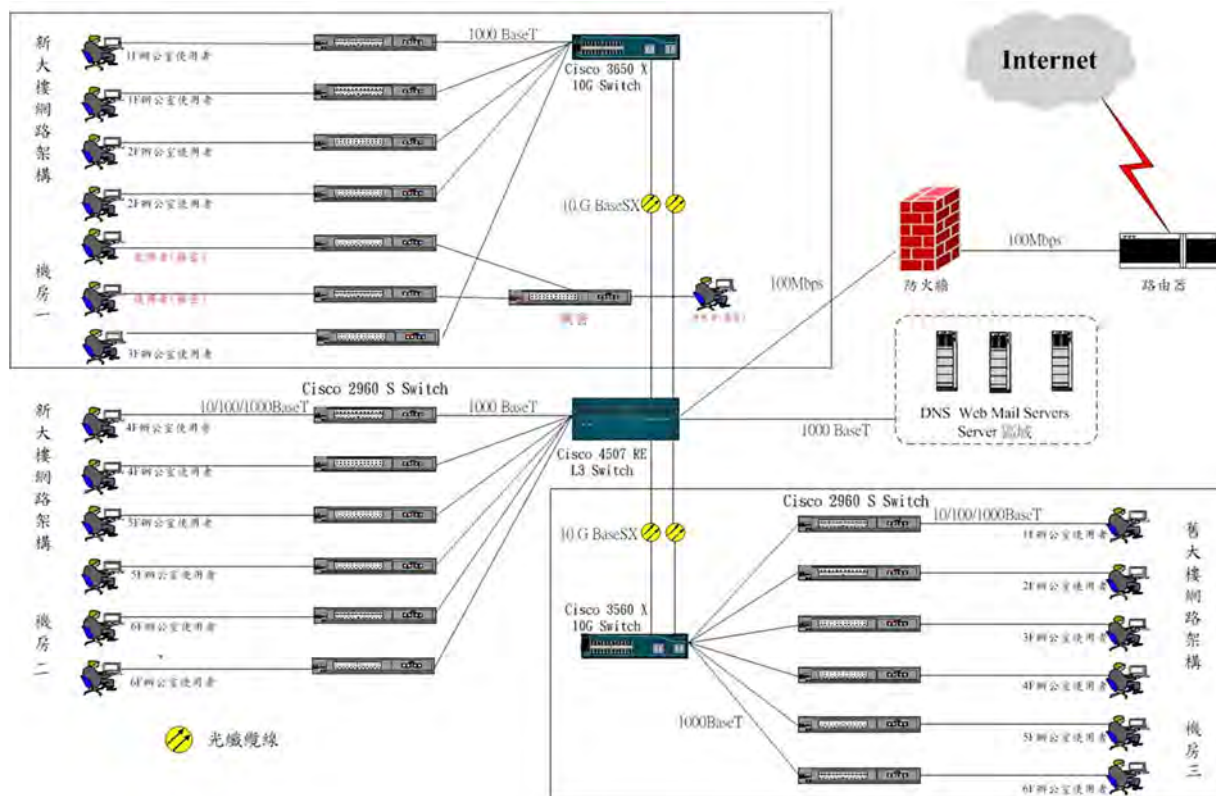 新大樓網路架構
機房一
1F辦公室使用者
1F辦公室使用者
2F辦公室使用者
2F辦公室使用者
3F辦公室使用者
1000 BaseT
Cisco 3650 X
10G Switch
10.G BaseSX
Internet
100Mbps
防火牆
路由器
100Mbps
DNS Web Mail Servers
Server 區域
1000 BaseT
新大樓網路架構
機房二
Cisco 2960 S Switch
10/100/1000BaseT
1000 BaseT
4F辦公室使用者
4F辦公室使用者
5F辦公室使用者
5F辦公室使用者
6F辦公室使用者
6F辦公室使用者
Cisco 4507 RE
L3 Switch
10.G BaseSX
Cisco 3560 X
10G Switch
1000BaseT
Cisco 2960 S Switch
10/100/1000BaseT
1F辦公室使用者
2F辦公室使用者
3F辦公室使用者
4F辦公室使用者
5F辦公室使用者
6F辦公室使用者
舊大樓網路架構
機房三
光纖纜線